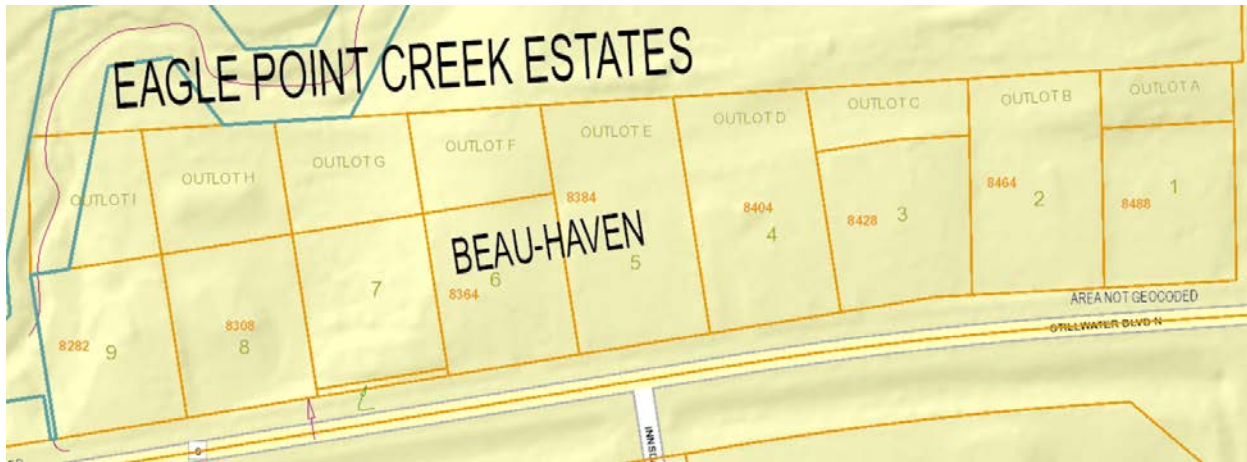 EAGLE POINT CREEK ESTATES
OUTLOT I
OUTLOT H
OUTLOT G
OUTLOT F
OUTLOT E
OUTLOT D
OUTLOT C
OUTLOT B
OUTLOT A
BEAU-HAVEN
8282
9
8308
8
7
8364
6
8384
5
8404
4
8428
3
8464
2
8488
1
AREA NOT GEOCODED
STILLWATER BLVD N